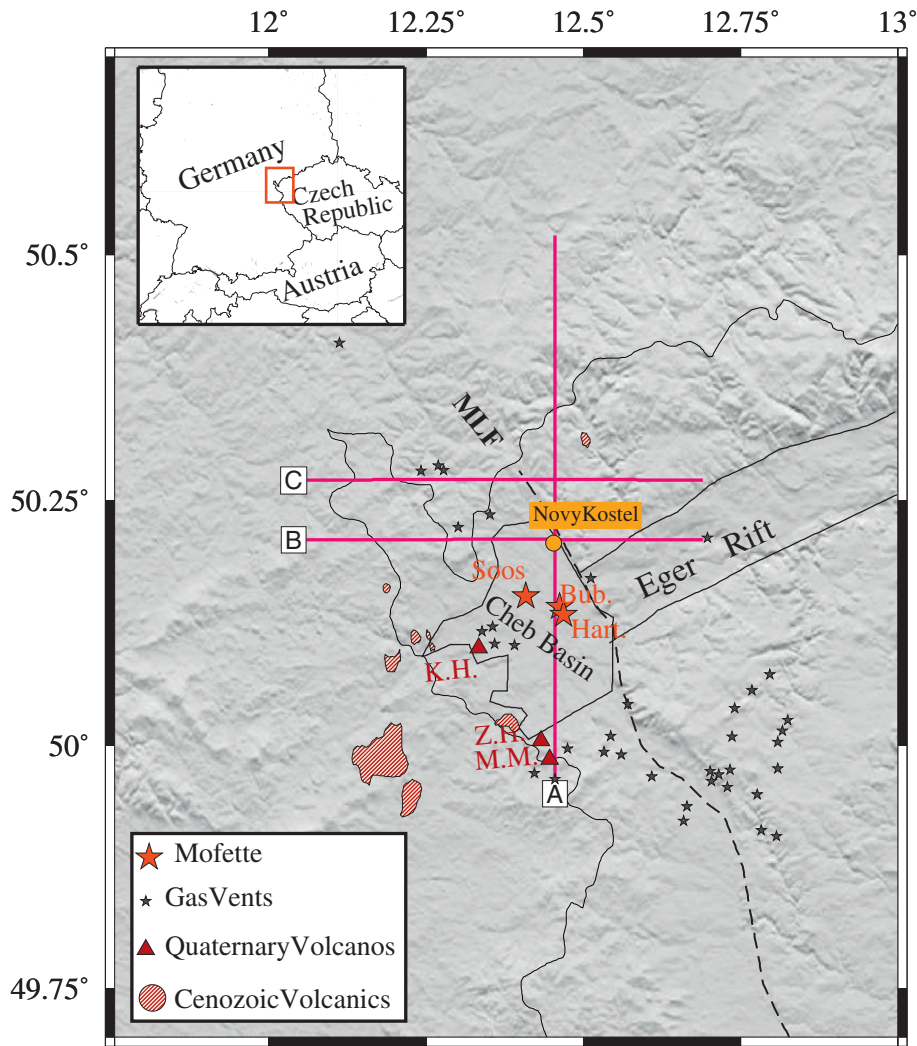 12˚ 12.25˚ 12.5˚ 12.75˚ 13˚
Germany
Czech
Republic
Austria
50.5˚
MLF
C
50.25˚
NovyKostel
B
Eger Rift
Soos
Bub.
Hart.
Cheb Basin
K.H.
Z.H.
M.M.
50˚
A
Mofette
GasVents
QuaternaryVolcanos
CenozoicVolcanics
49.75˚